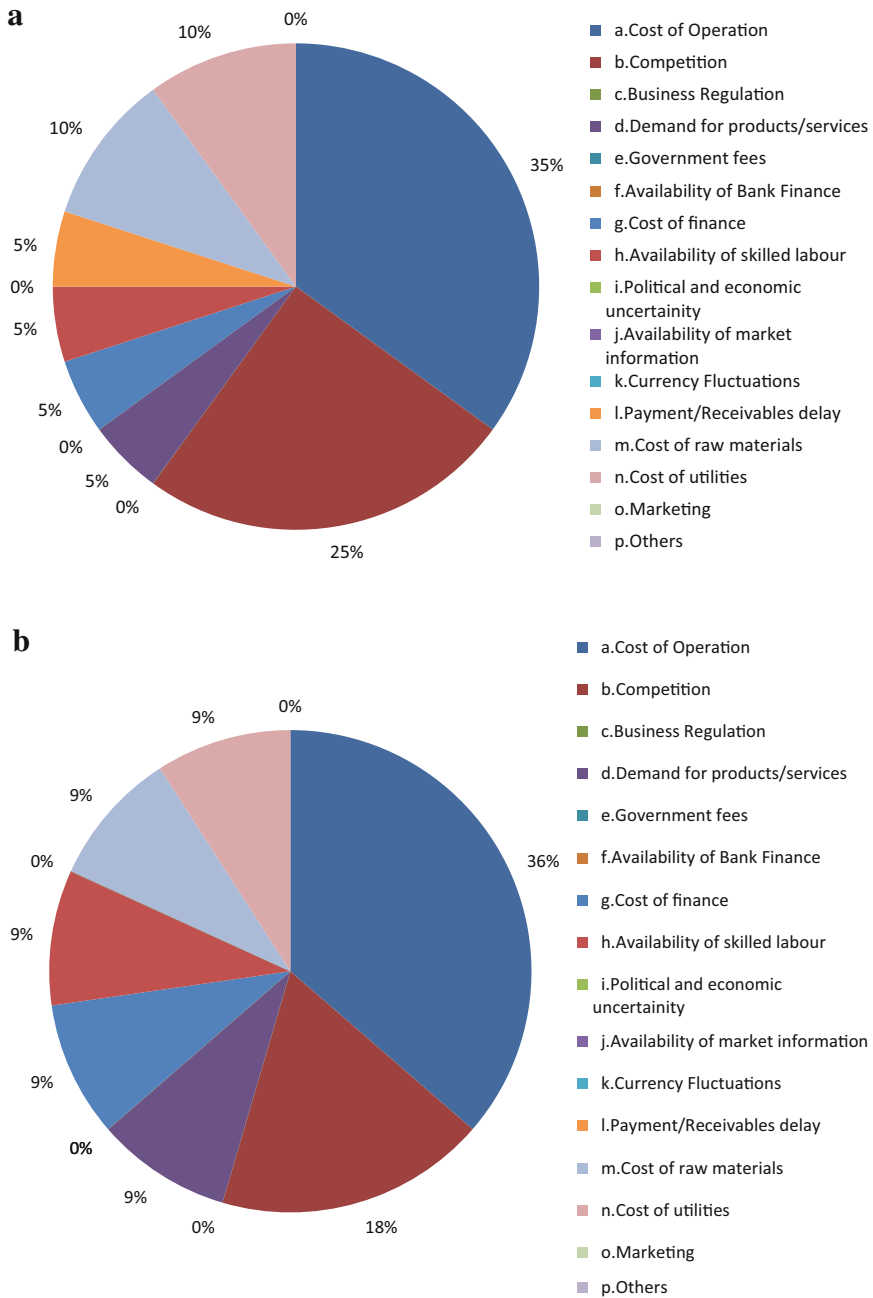 a
0%
10%
10%
5%
0%
5%
5%
0%
5%
0%
25%
35%
a.Cost of Operation
b.Competition
c.Business Regulation
d.Demand for products/services
e.Government fees
f.Availability of Bank Finance
g.Cost of finance
h.Availability of skilled labour
i.Political and economic
uncertainity
j.Availability of market
information
k.Currency Fluctuations
l.Payment/Receivables delay
m.Cost of raw materials
n.Cost of utilities
o.Marketing
p.Others
b
0%
9%
9%
0%
9%
9%
0%
9%
0%
18%
36%
a.Cost of Operation
b.Competition
c.Business Regulation
d.Demand for products/services
e.Government fees
f.Availability of Bank Finance
g.Cost of finance
h.Availability of skilled labour
i.Political and economic
uncertainity
j.Availability of market information
k.Currency Fluctuations
l.Payment/Receivables delay
m.Cost of raw materials
n.Cost of utilities
o.Marketing
p.Others